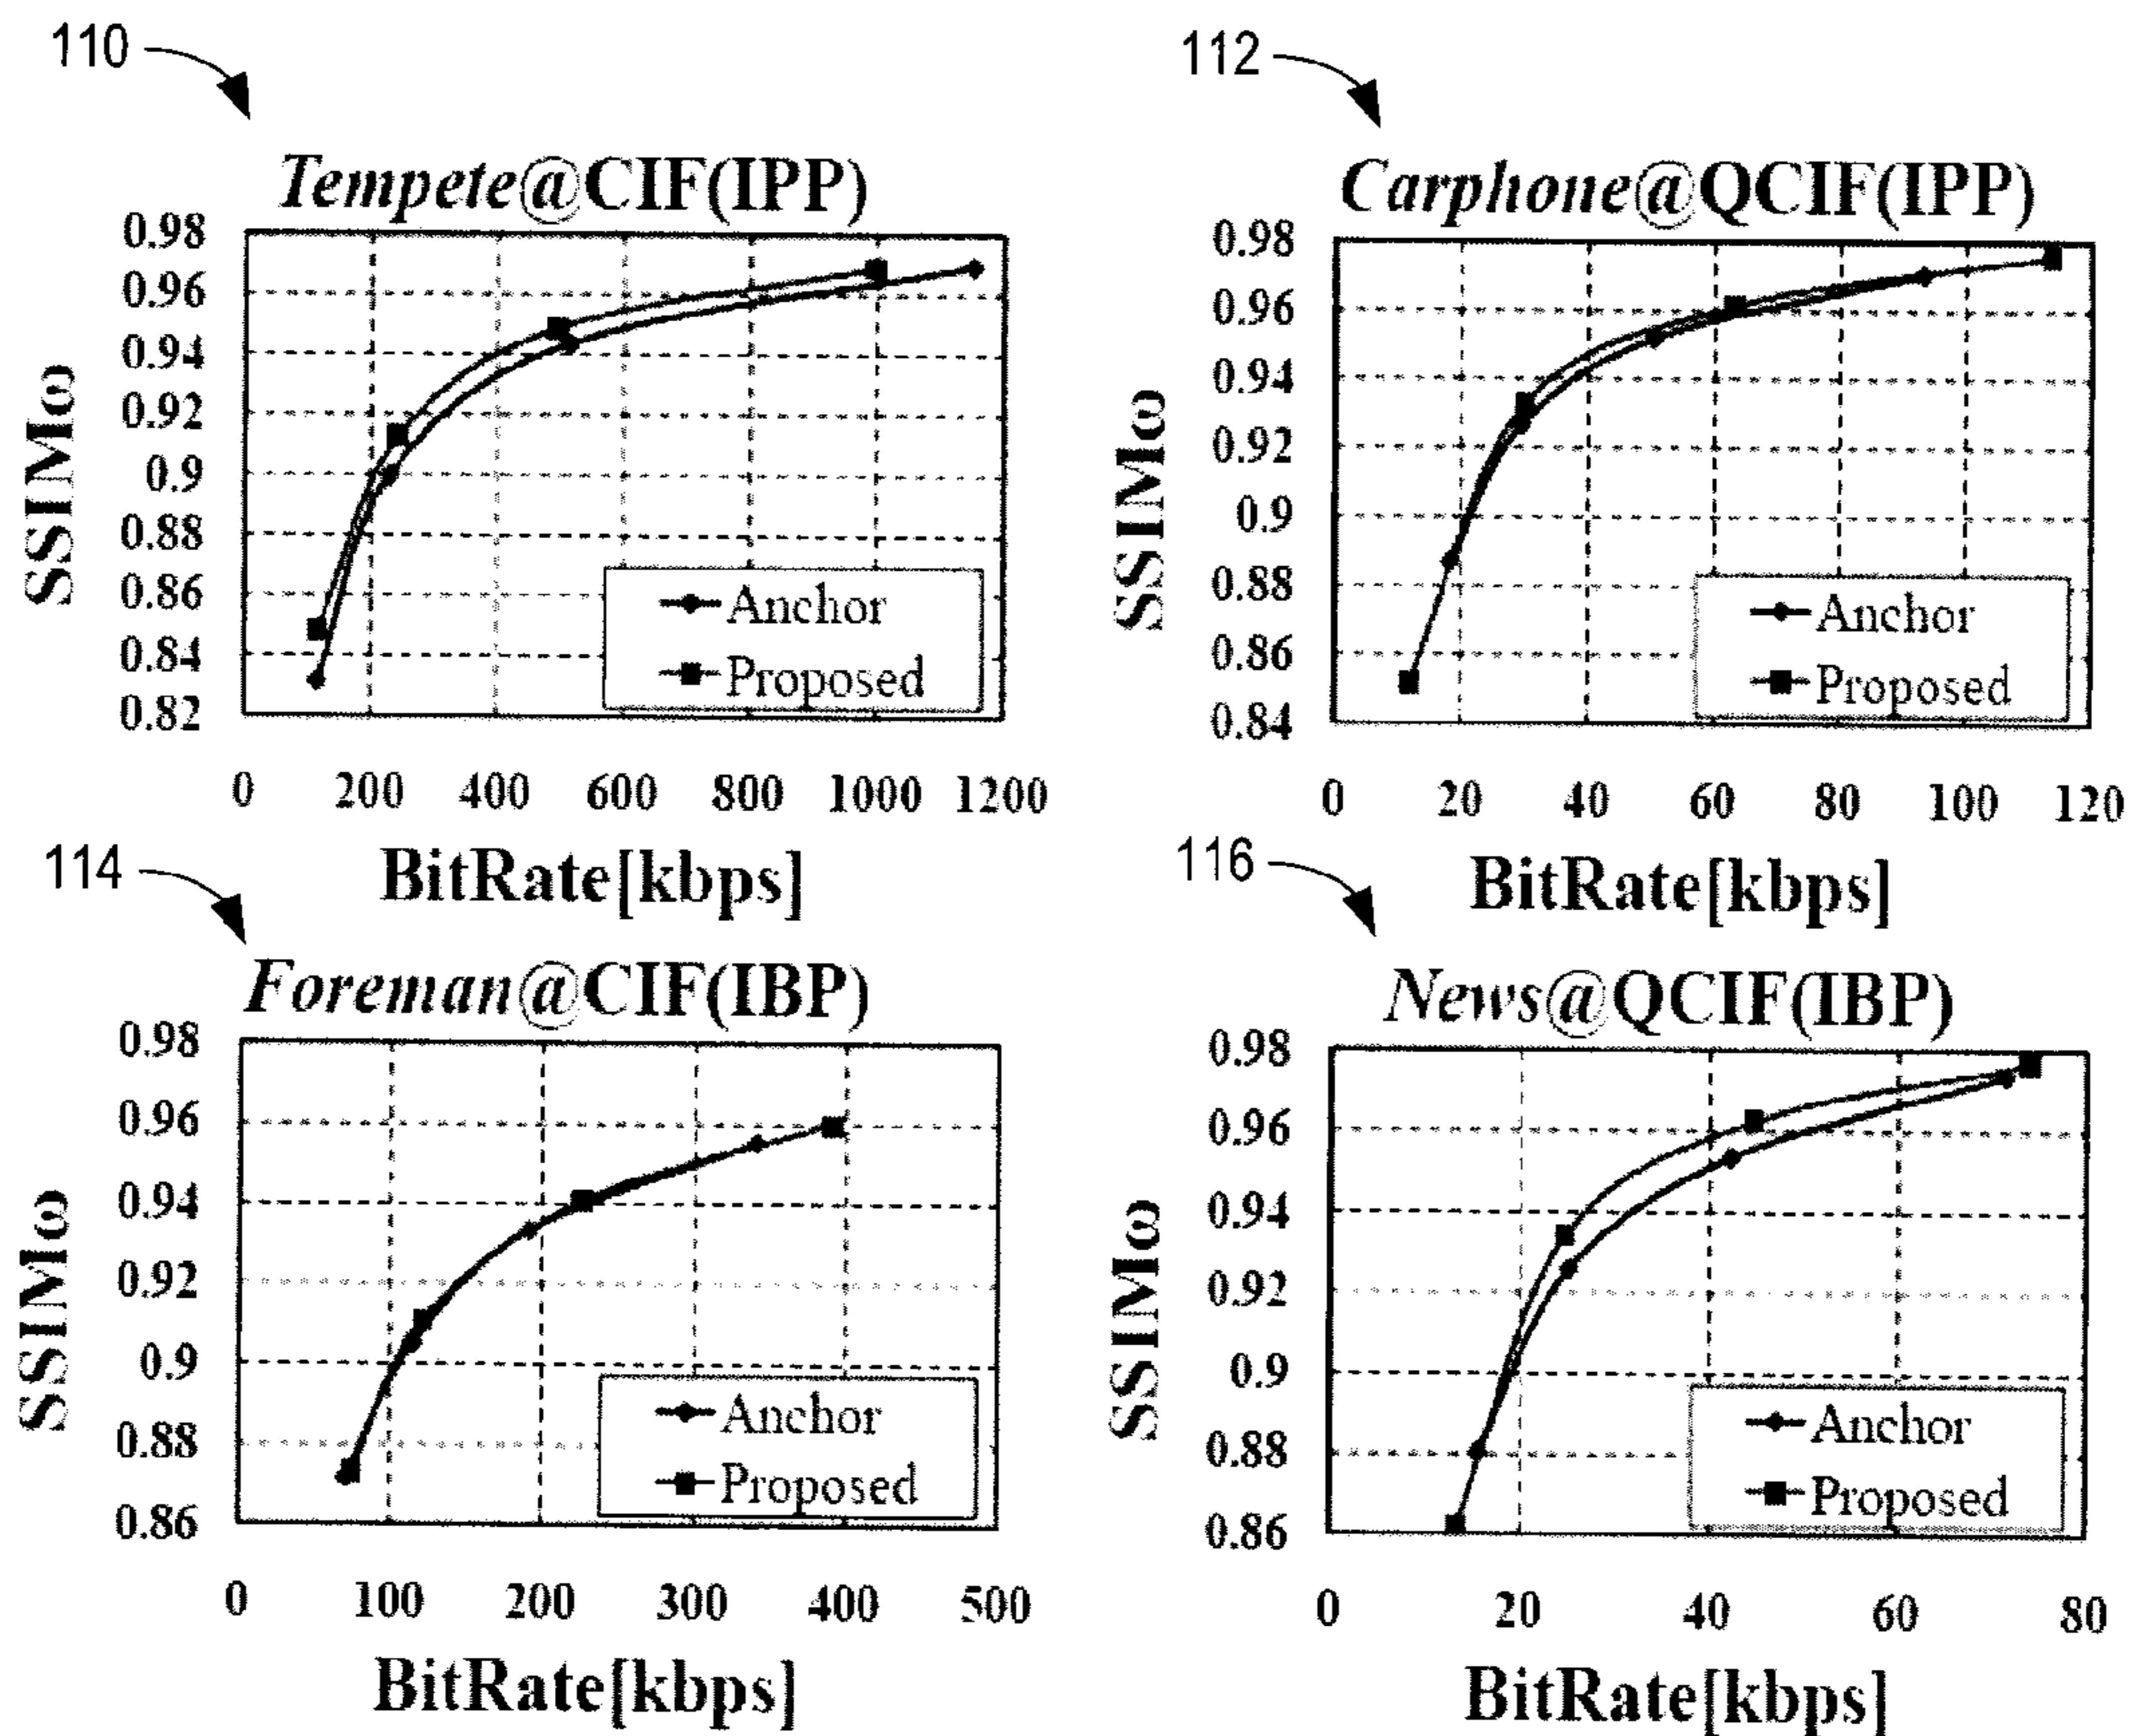 110
Tempete@CIF(IPP)
0.98
0.96
0.94
0.92
0.9
0.88
0.86
0.84
0.82
SSIMω
Anchor
Proposed
0 200 400 600 800 1000 1200
BitRate[kbps]
112
Carphone@QCIF(IPP)
0.98
0.96
0.94
0.92
0.9
0.88
0.86
0.84
SSIMω
Anchor
Proposed
0 20 40 60 80 100 120
BitRate[kbps]
114
Foreman@CIF(IBP)
0.98
0.96
0.94
0.92
0.9
0.88
0.86
SSIMω
Anchor
Proposed
0 100 200 300 400 500
BitRate[kbps]
116
News@QCIF(IBP)
0.98
0.96
0.94
0.92
0.9
0.88
0.86
SSIMω
Anchor
Proposed
0 20 40 60 80
BitRate[kbps]